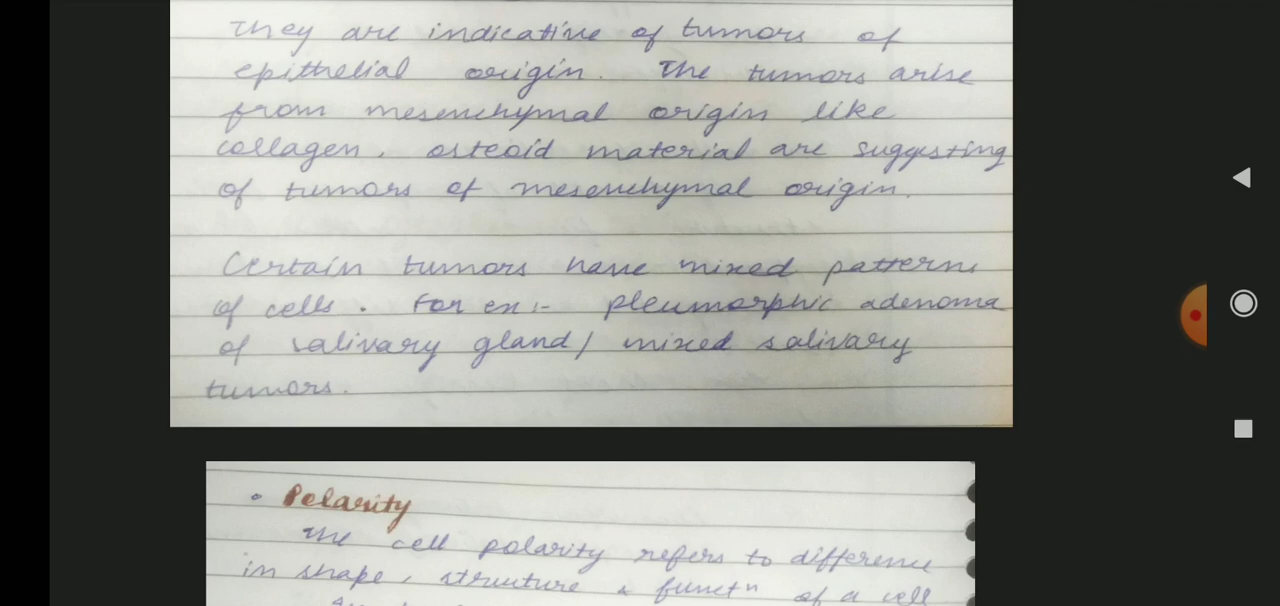 They are indicative of tumors of
epithelial origin. The tumors arise
from mesenchymal origin like
collagen, osteoid material are suggesting
of tumors of mesenchymal origin.
Certain tumors have mixed patterns
of cells. For ex:- pleumorphic adenoma
of salivary gland/ mixed salivary
tumors.
• Polarity
The cell polarity refers to difference
in shape, structure & functn of a cell